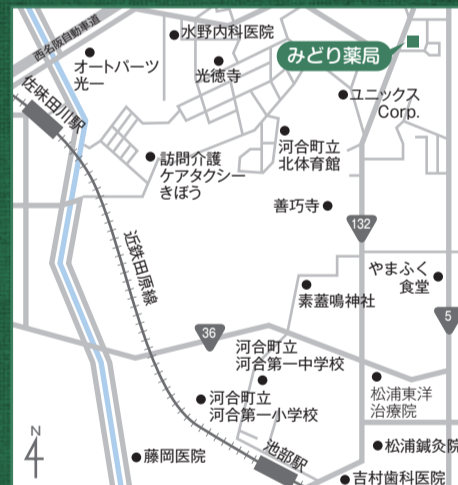 西名阪自動車道
水野内科医院
オートパーツ
光一
光徳寺
みどり薬局
佐味田川駅
ユニックス
Corp.
河合町立
北体育館
訪問介護
ケアタクシー
きぼう
善巧寺
132
近鉄田原線
やまふく
食堂
素蓋鳴神社
5
36
河合町立
河合第一中学校
松浦東洋
治療院
河合町立
河合第一小学校
池部駅
N
4
藤岡医院
松浦鍼灸院
吉村歯科医院